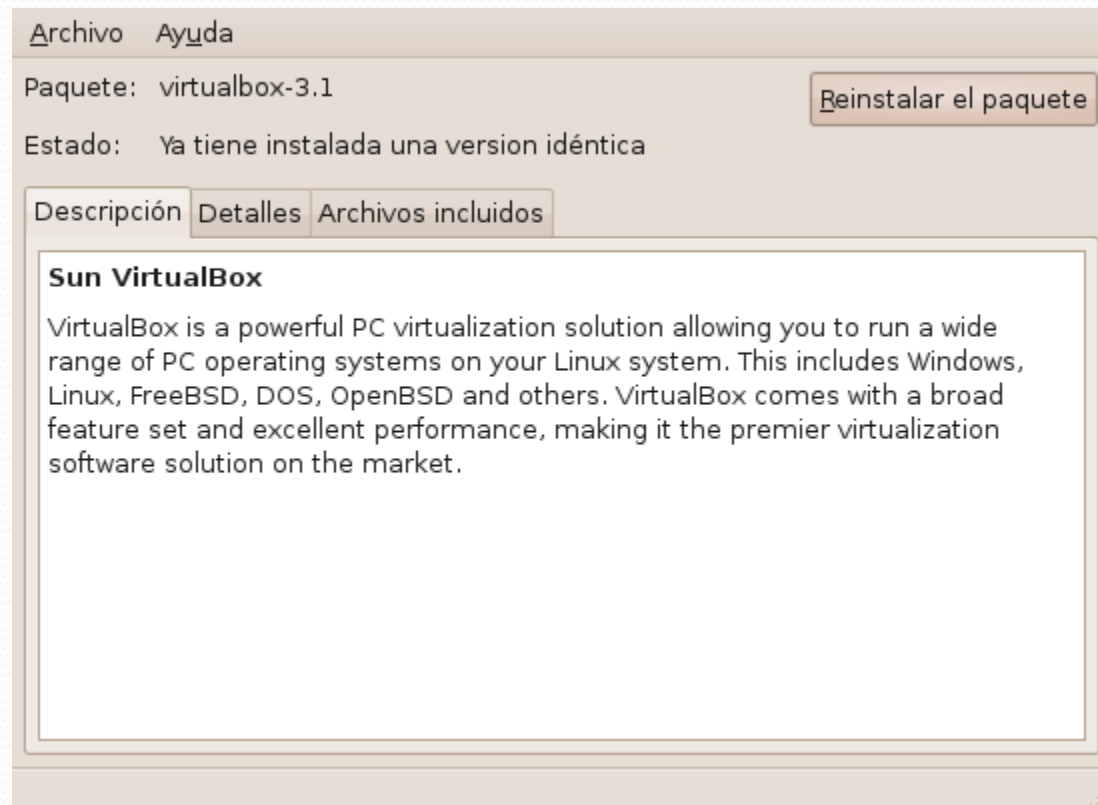 Archivo Ayuda
Paquete: virtualbox-3.1
Reinstalar el paquete
Estado: Ya tiene instalada una version idéntica
Descripción Detalles Archivos incluidos
Sun VirtualBox
VirtualBox is a powerful PC virtualization solution allowing you to run a wide
range of PC operating systems on your Linux system. This includes Windows,
Linux, FreeBSD, DOS, OpenBSD and others. VirtualBox comes with a broad
feature set and excellent performance, making it the premier virtualization
software solution on the market.